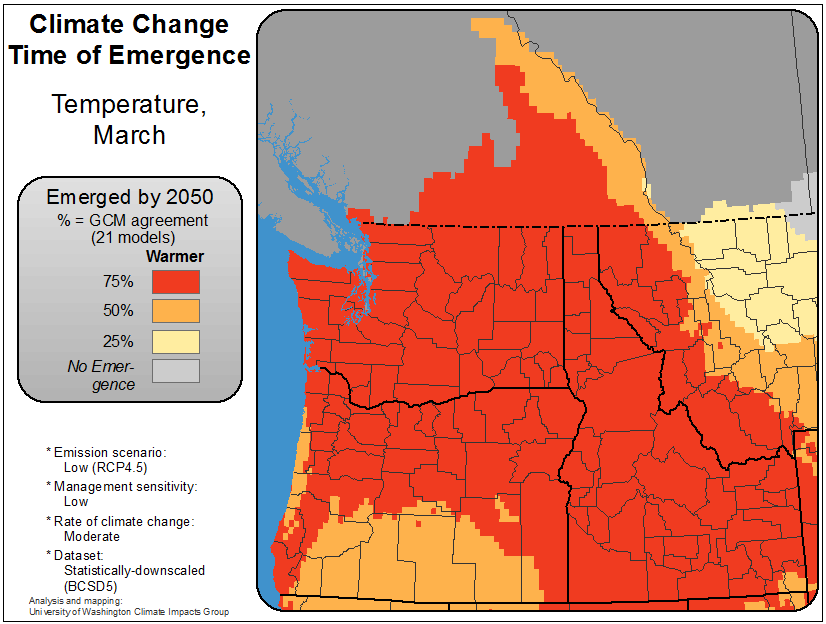 Climate Change
Time of Emergence
Temperature,
March
Emerged by 2050
% = GCM agreement
(21 models)
Warmer
75%
50%
25%
No Emer-
gence
* Emission scenario:
Low (RCP4.5)
* Management sensitivity:
Low
* Rate of climate change:
Moderate
* Dataset:
Statistically-downscaled
(BCSD5)
Analysis and mapping:
University of Washington Climate Impacts Group